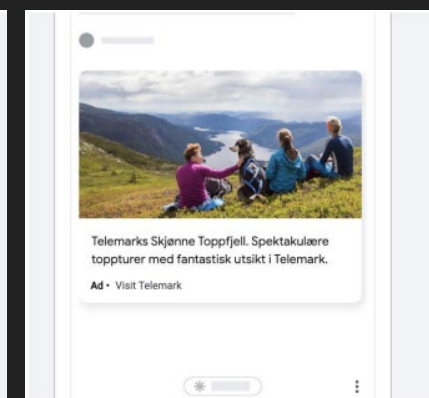 Telemarks Skjønne Toppfjell. Spektakulære
toppturer med fantastisk utsikt i Telemark.
Ad • Visit Telemark